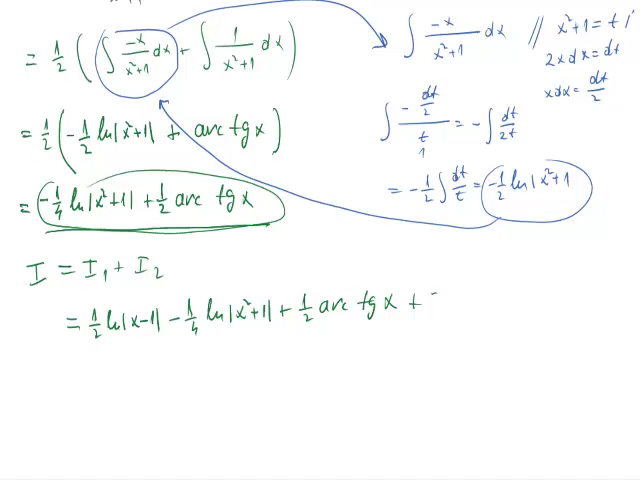 = 1/2 ( ∫ -x/(x²+1) dx + ∫ 1/(x²+1) dx )
= 1/2 ( -1/2 ln|x²+1| + arc tg x )
= -1/4 ln|x²+1| + 1/2 arc tg x
I = I₁ + I₂
= 1/2 ln|x-1| - 1/4 ln|x²+1| + 1/2 arc tg x +
∫ -x/(x²+1) dx // x²+1 = t /'
2x dx = dt
x dx = dt/2
∫ (- dt/2)/(t/1) = - ∫ dt/2t
= -1/2 ∫ dt/t = -1/2 ln|x²+1